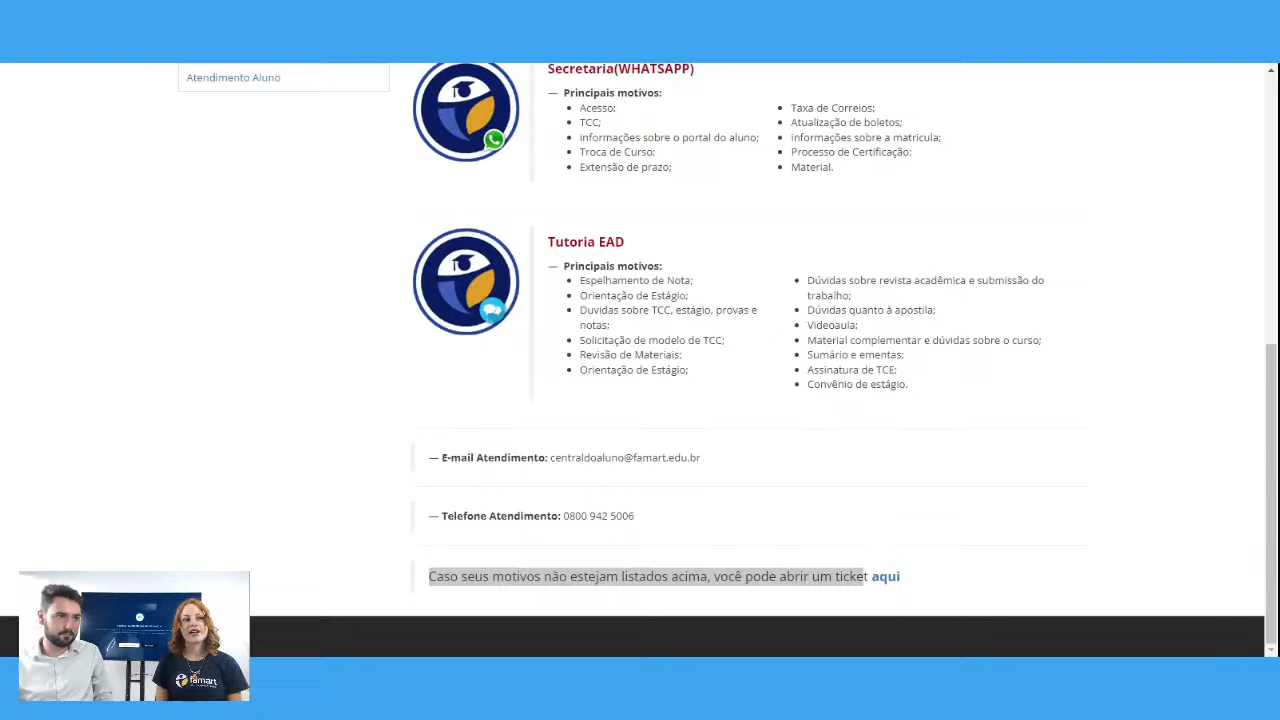 Atendimento Aluno
Secretaria(WHATSAPP)
— Principais motivos:
Acesso;
TCC;
informações sobre o portal do aluno;
Troca de Curso;
Extensão de prazo;
Taxa de Correios;
Atualização de boletos;
informações sobre a matricula;
Processo de Certificação;
Material.
Tutoria EAD
— Principais motivos:
Espelhamento de Nota;
Orientação de Estágio;
Duvidas sobre TCC, estágio, provas e
notas;
Solicitação de modelo de TCC;
Revisão de Materiais;
Orientação de Estágio;
Dúvidas sobre revista acadêmica e submissão do
trabalho;
Dúvidas quanto à apostila;
Videoaula;
Material complementar e dúvidas sobre o curso;
Sumário e ementas;
Assinatura de TCE;
Convênio de estágio.
— E-mail Atendimento: centraldoaluno@famart.edu.br
— Telefone Atendimento: 0800 942 5006
Caso seus motivos não estejam listados acima, você pode abrir um ticket aqui
famart